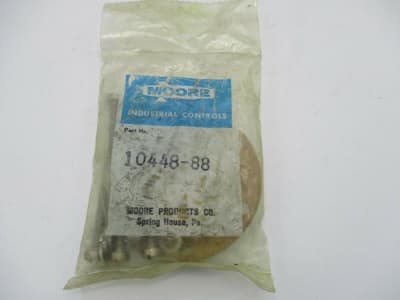 MOORE
INDUSTRIAL CONTROLS
Part No.
10448-88
MOORE PRODUCTS CO.
Spring House, Pa.